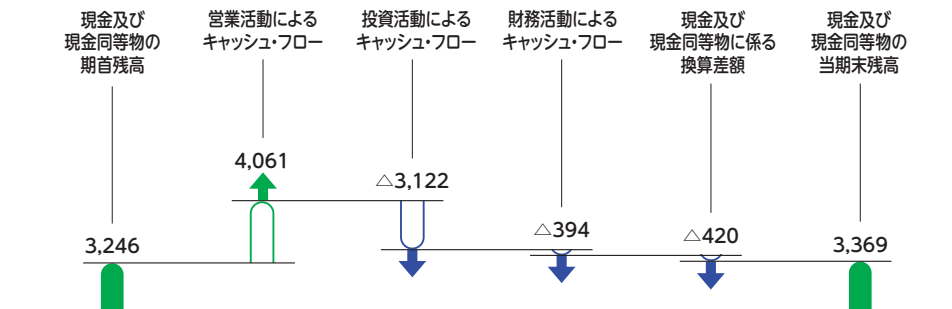 現金及び
現金同等物の
期首残高
営業活動による
キャッシュ・フロー
投資活動による
キャッシュ・フロー
財務活動による
キャッシュ・フロー
現金及び
現金同等物に係る
換算差額
現金及び
現金同等物の
当期末残高
3,246
4,061
△3,122
△394
△420
3,369